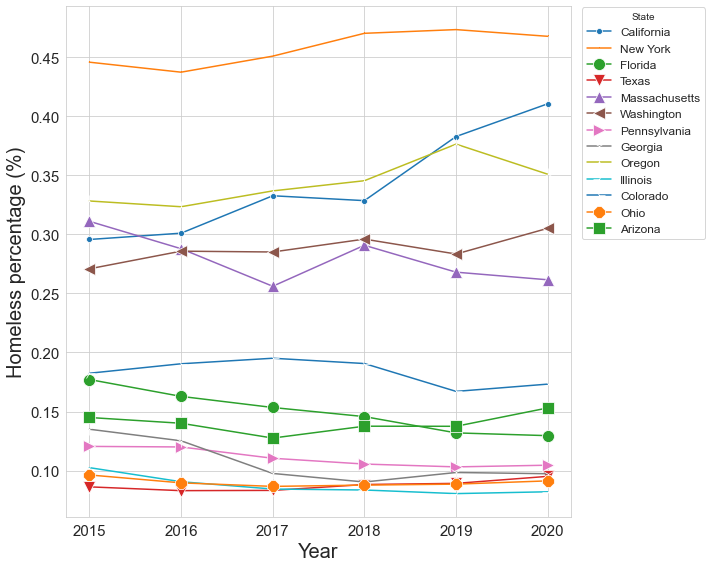 State
California
New York
Florida
Texas
Massachusetts
Washington
Pennsylvania
Georgia
Oregon
Illinois
Colorado
Ohio
Arizona
Homeless percentage (%)
0.45
0.40
0.35
0.30
0.25
0.20
0.15
0.10
2015 2016 2017 2018 2019 2020
Year